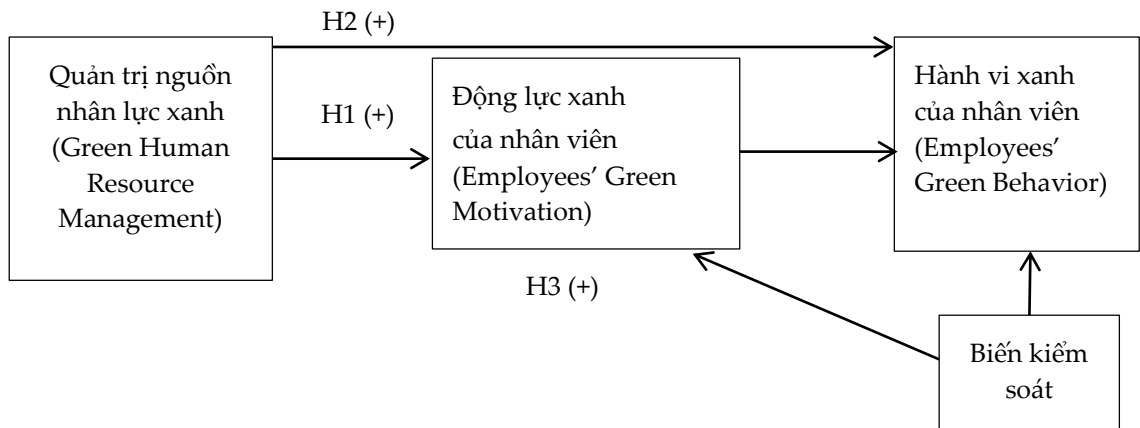 H2 (+)
Quản trị nguồn
nhân lực xanh
(Green Human
Resource
Management)
H1 (+)
Động lực xanh
của nhân viên
(Employees’ Green
Motivation)
H3 (+)
Hành vi xanh
của nhân viên
(Employees’
Green Behavior)
Biến kiểm
soát